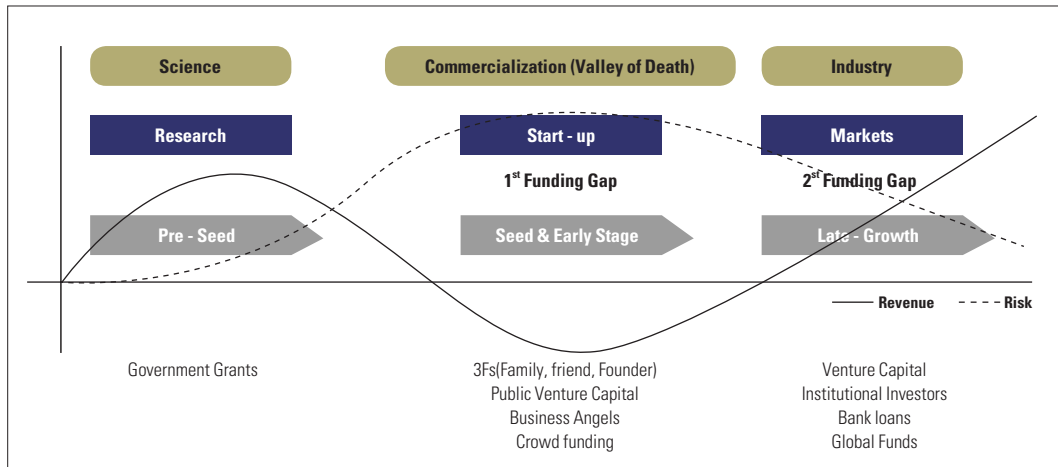 Science
Commercialization (Valley of Death)
Industry
Research
Start - up
Markets
1st Funding Gap
2st Funding Gap
Pre - Seed
Seed & Early Stage
Late - Growth
Revenue
Risk
Government Grants
3Fs(Family, friend, Founder)
Public Venture Capital
Business Angels
Crowd funding
Venture Capital
Institutional Investors
Bank loans
Global Funds